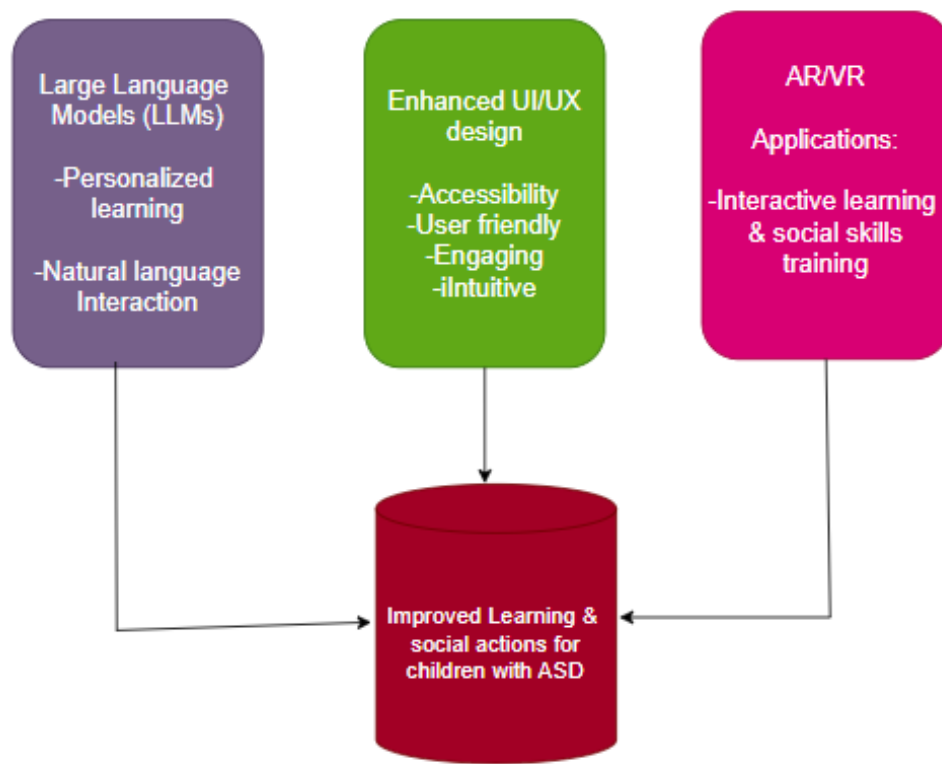 Large Language
Models (LLMs)
-Personalized
learning
-Natural language
Interaction
Enhanced UI/UX
design
-Accessibility
-User friendly
-Engaging
-iIntuitive
AR/VR
Applications:
-Interactive learning
& social skills
training
Improved Learning &
social actions for
children with ASD